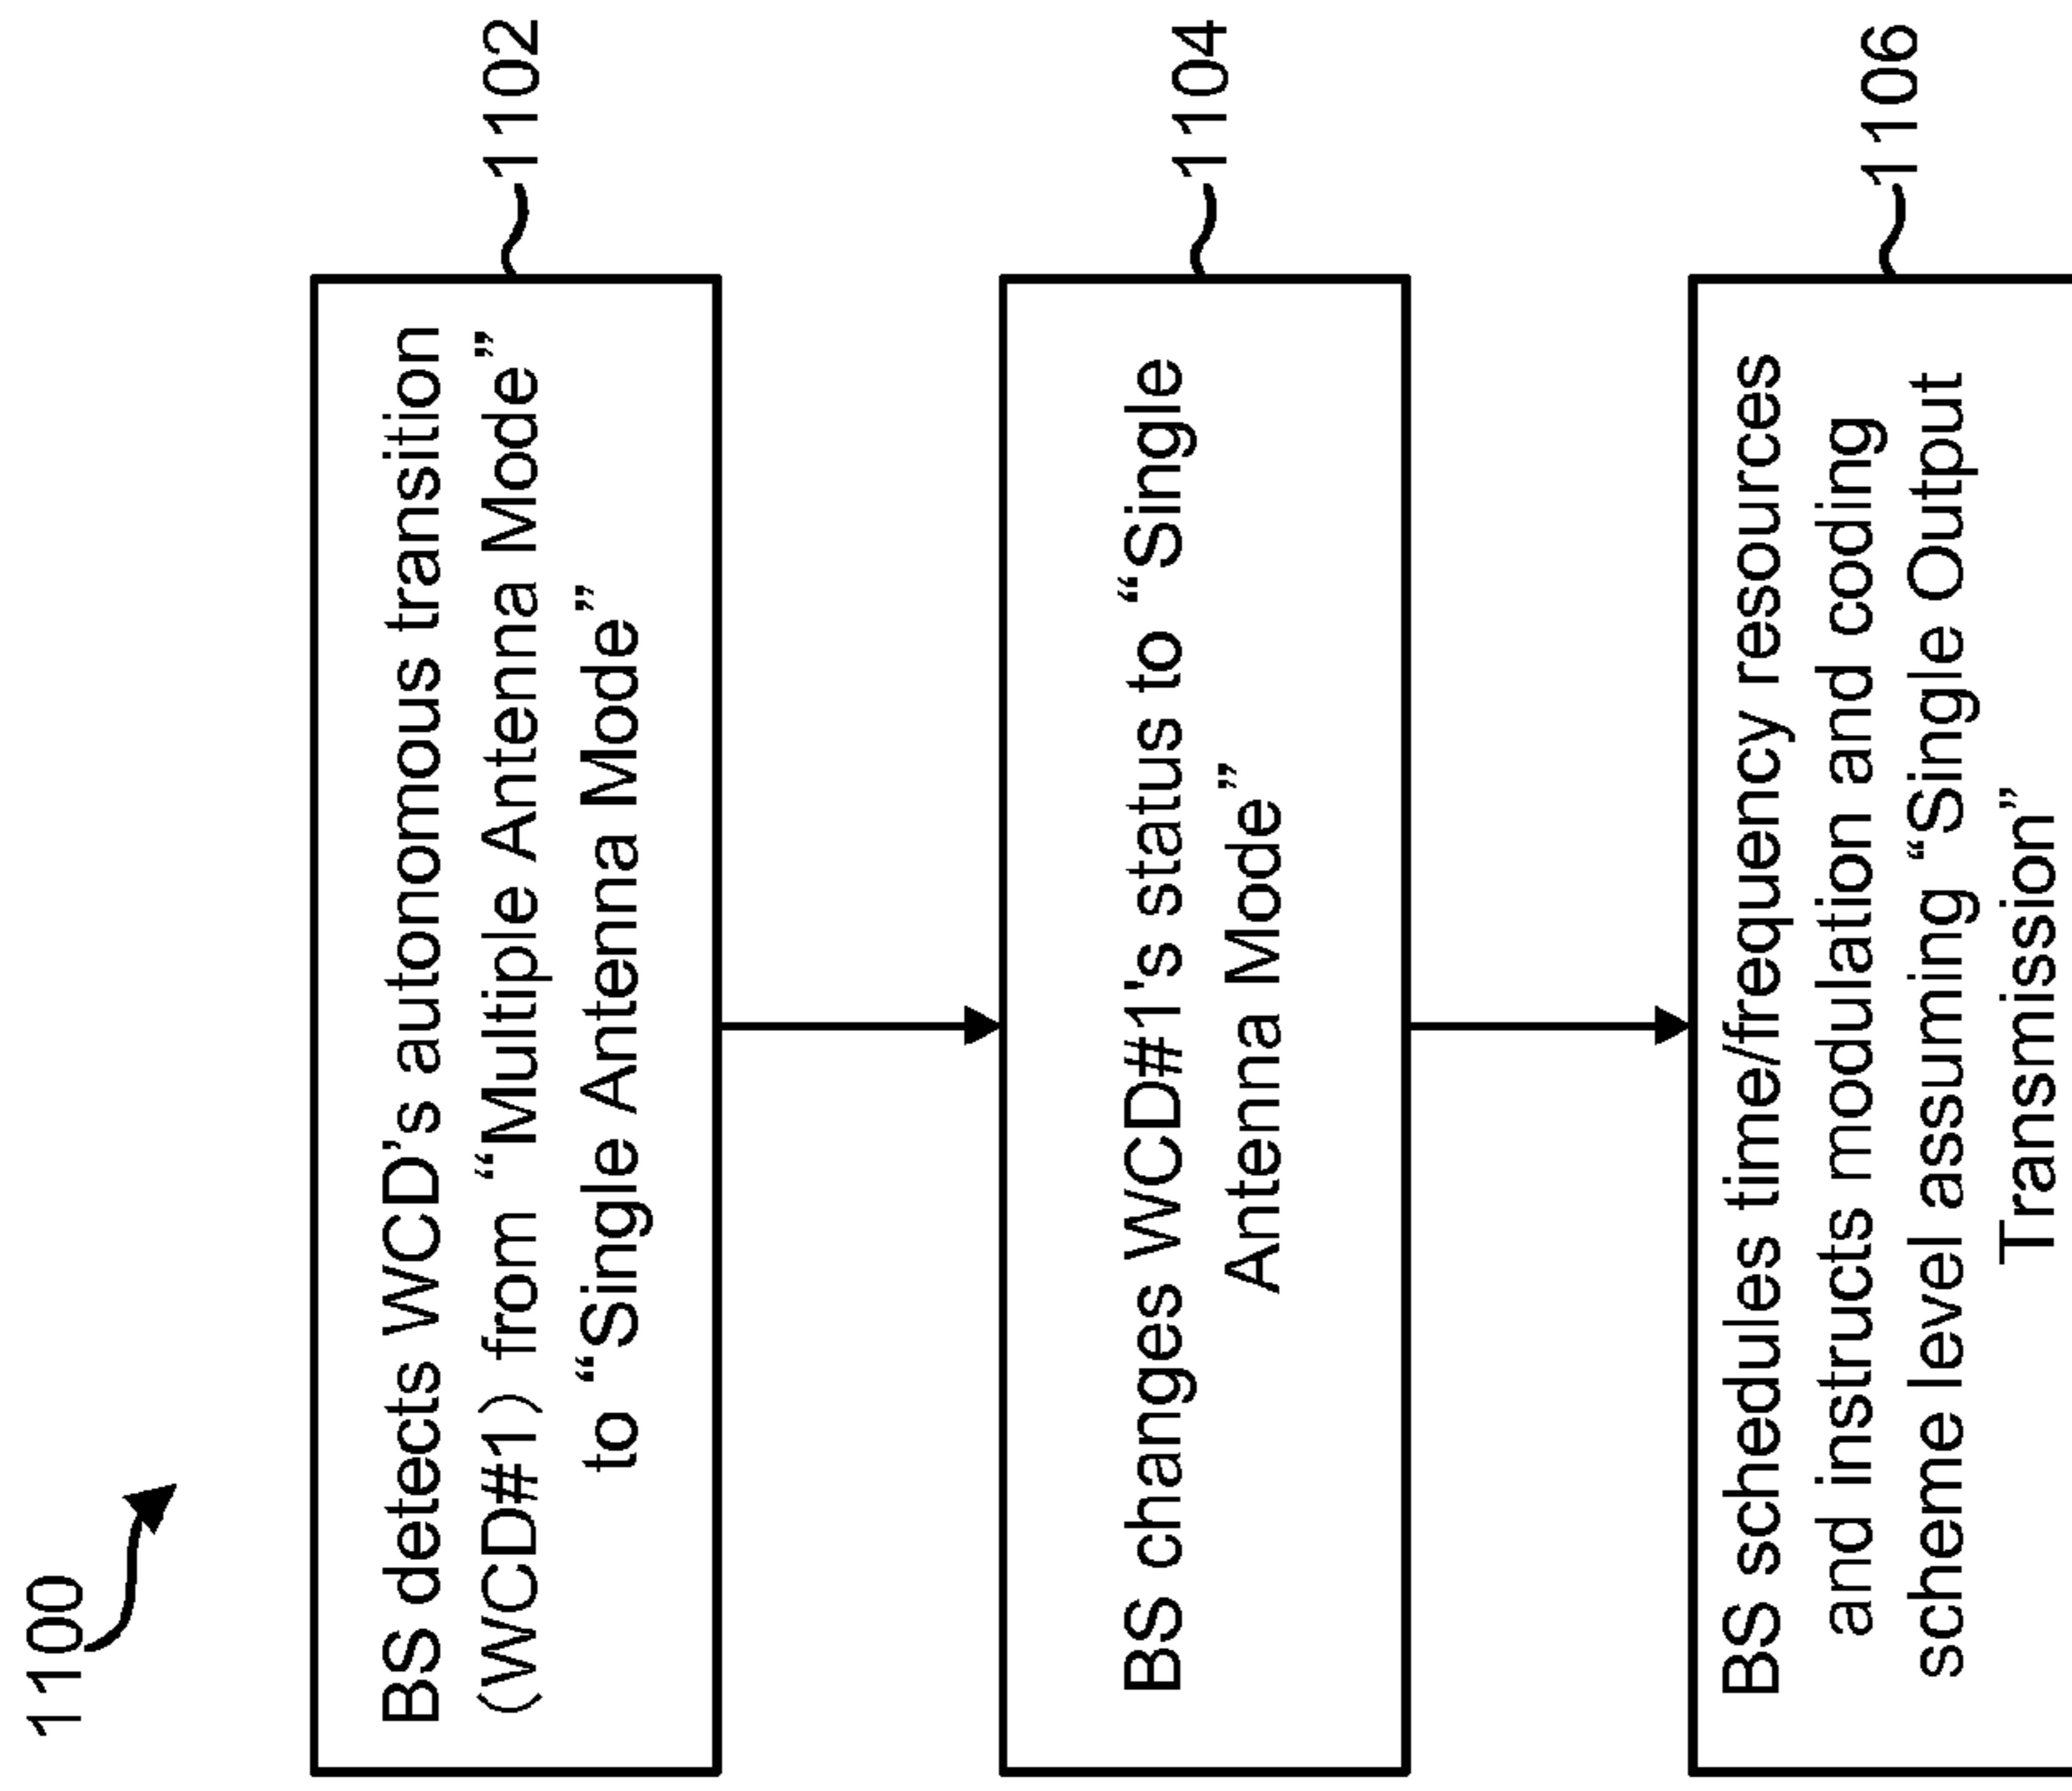 1100
BS detects WCD’s autonomous transition
(WCD#1) from “Multiple Antenna Mode”
to “Single Antenna Mode”
1102
BS changes WCD#1's status to “Single
Antenna Mode”
1104
BS schedules time/frequency resources
and instructs modulation and coding
scheme level assuming “Single Output
Transmission”
1106